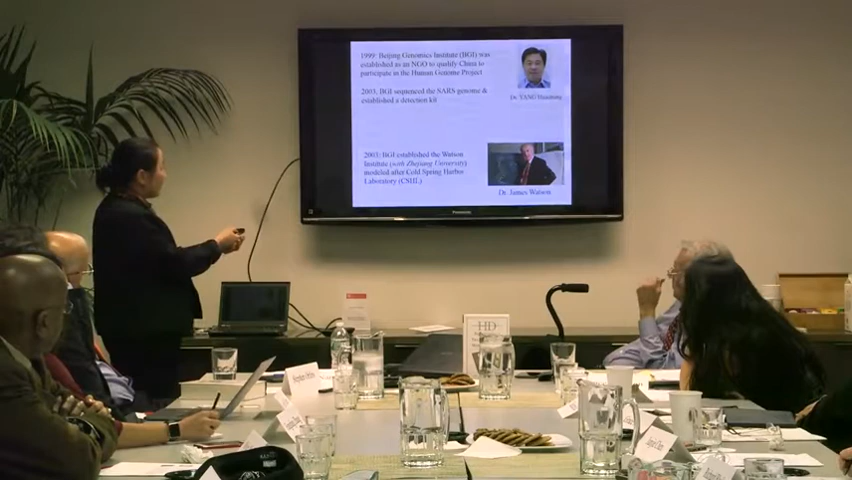 1999 Beijing Genomics Institute (BGI) was
established as an NGO to qualify China to
participate in the Human Genome Project
Dr. YANG Huanming
2003, BGI sequenced the SARS genome &
established a detection kit
2003: BGI established the Watson
Institute (with Zhejiang University)
modeled after Cold Spring Harbor
Laboratory (CSHL)
Dr. James Watson
Panasonic
HD